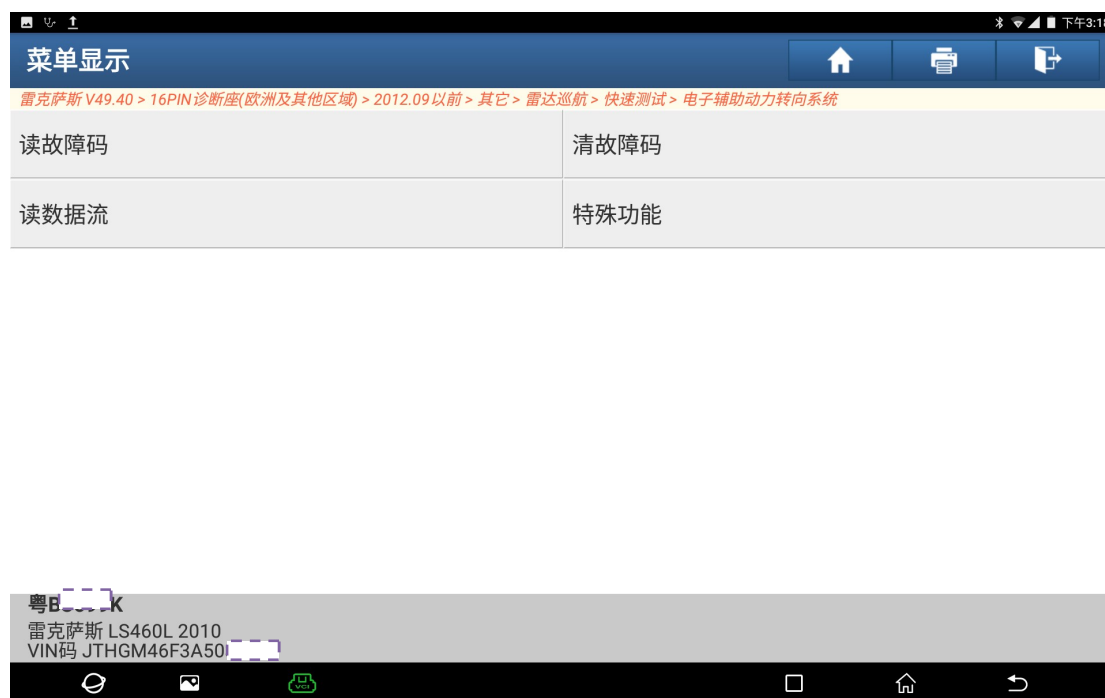 下午3:18
菜单显示
雷克萨斯 V49.40 > 16PIN诊断座(欧洲及其他区域) > 2012.09以前 > 其它 > 雷达巡航 > 快速测试 > 电子辅助动力转向系统
读故障码
清故障码
读数据流
特殊功能
粤B K
雷克萨斯 LS460L 2010
VIN码 JTHGM46F3A50
VCI